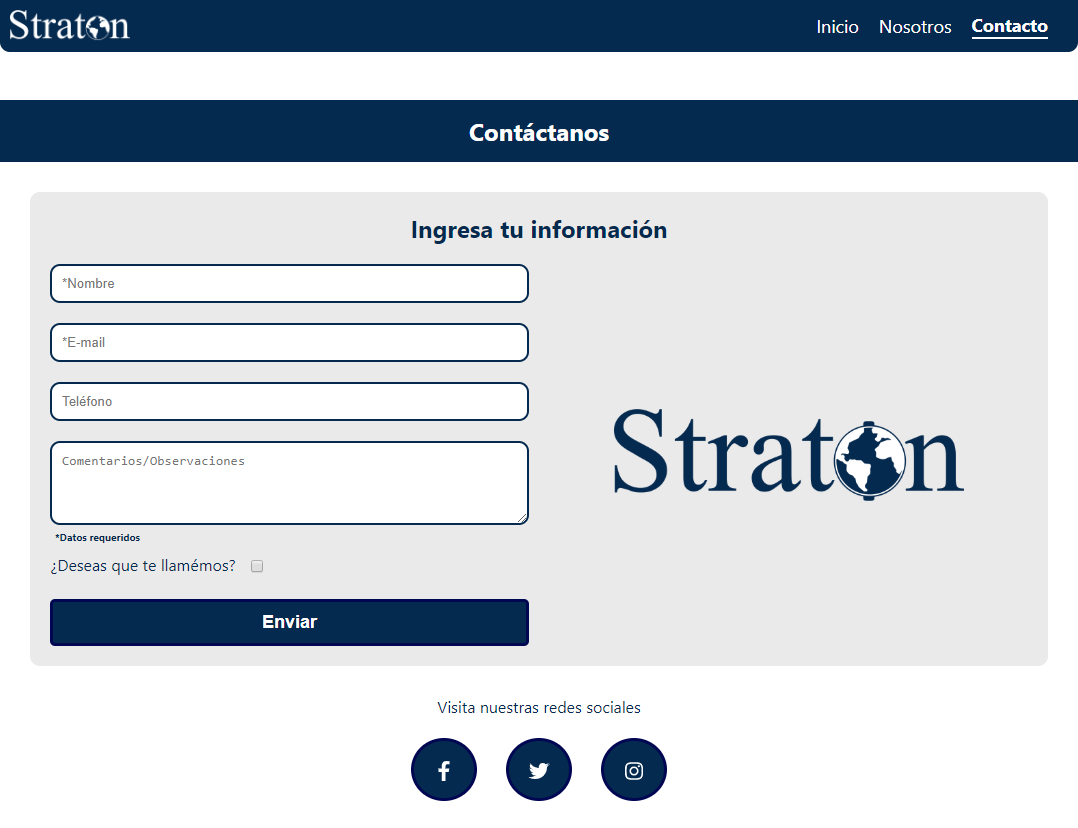 Straton
Inicio Nosotros Contacto
Contáctanos
Ingresa tu información
*Nombre
*E-mail
Teléfono
Comentarios/Observaciones
*Datos requeridos
¿Deseas que te llamémos?
Enviar
Straton
Visita nuestras redes sociales